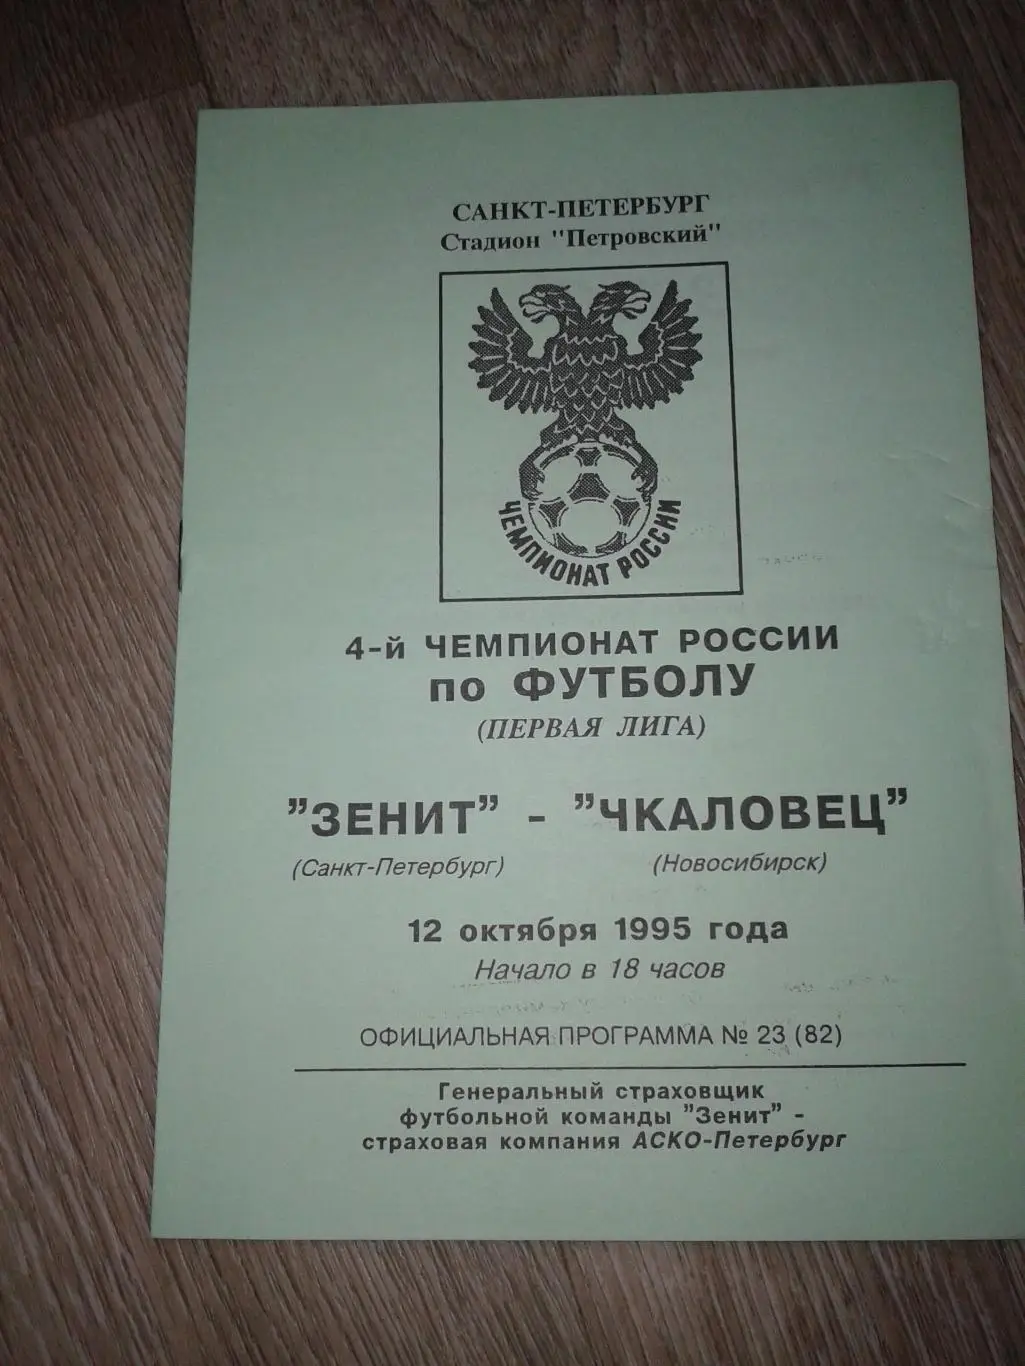 САНКТ-ПЕТЕРБУРГ
Стадион "Петровский"
ЧЕМПИОНАТ РОССИИ
4-й ЧЕМПИОНАТ РОССИИ
по ФУТБОЛУ
(ПЕРВАЯ ЛИГА)
"ЗЕНИТ" - "ЧКАЛОВЕЦ"
(Санкт-Петербург) (Новосибирск)
12 октября 1995 года
Начало в 18 часов
ОФИЦИАЛЬНАЯ ПРОГРАММА № 23 (82)
Генеральный страховщик
футбольной команды "Зенит" -
страховая компания АСКО-Петербург